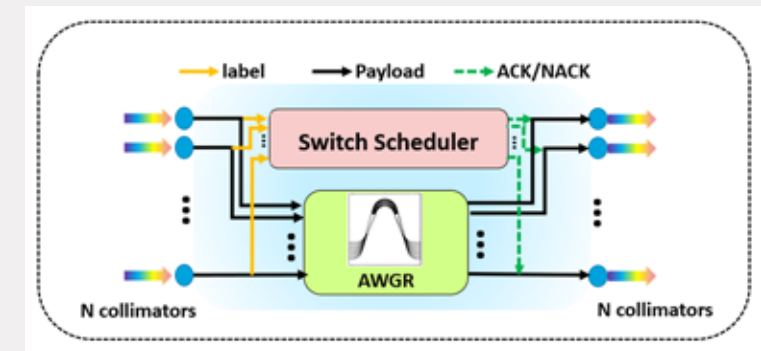 label Payload ACK/NACK
Switch Scheduler
AWGR
N collimators
N collimators